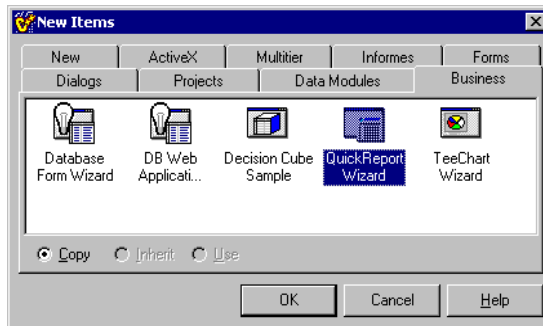 New Items
New ActiveX Multitier Informes Forms
Dialogs Projects Data Modules Business
Database DB Web Decision Cube QuickReport TeeChart
Form Wizard Applicati... Sample Wizard Wizard
Copy Inherit Use
OK Cancel Help